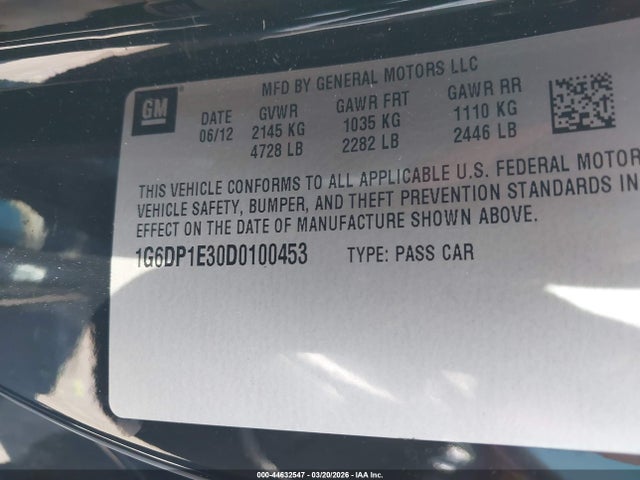 MFD BY GENERAL MOTORS LLC
GM
DATE GVWR GAWR FRT GAWR RR
06/12 2145 KG 1035 KG 1110 KG
4728 LB 2282 LB 2446 LB
THIS VEHICLE CONFORMS TO ALL APPLICABLE U.S. FEDERAL MOTOR
VEHICLE SAFETY, BUMPER, AND THEFT PREVENTION STANDARDS IN
EFFECT ON THE DATE OF MANUFACTURE SHOWN ABOVE.
1G6DP1E30D0100453 TYPE: PASS CAR
000-44632547 — 03/20/2026 — IAA Inc.